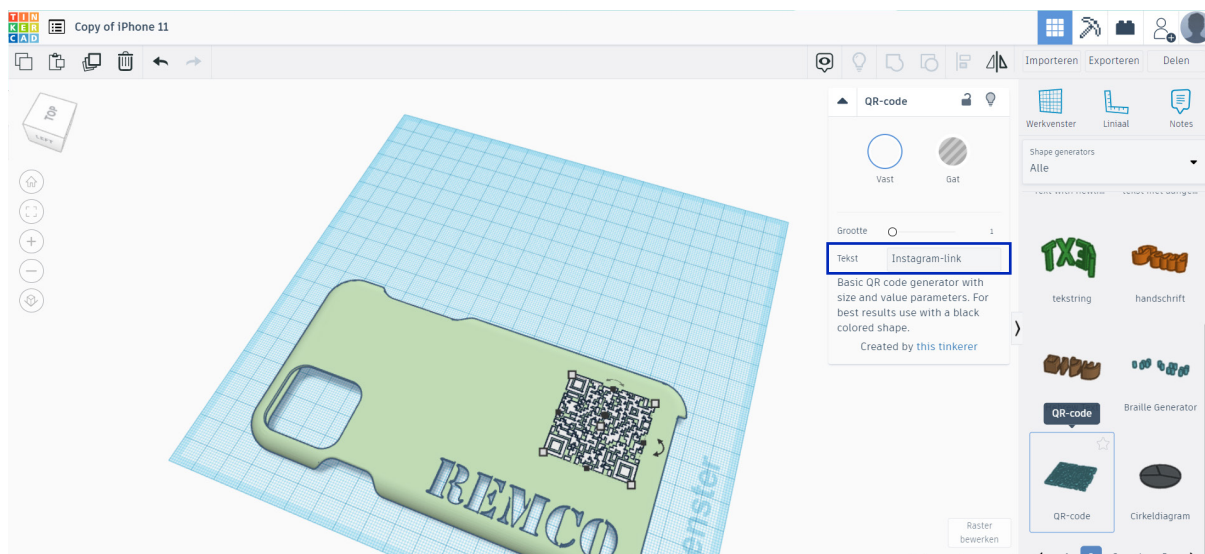 TIN
KER
CAD
Copy of iPhone 11
Importeren Exporteren Delen
TOP
LEFT
QR-code
Vast Gat
Grootte 1
Tekst Instagram-link
Basic QR code generator with
size and value parameters. For
best results use with a black
colored shape.
Created by this tinkerer
Werkvenster Liniaal Notes
Shape generators
Alle
TEXT
tekstring handschrift
QR-code
Braille Generator
QR-code Cirkeldiagram
REMCO
enster
Raster
bewerken